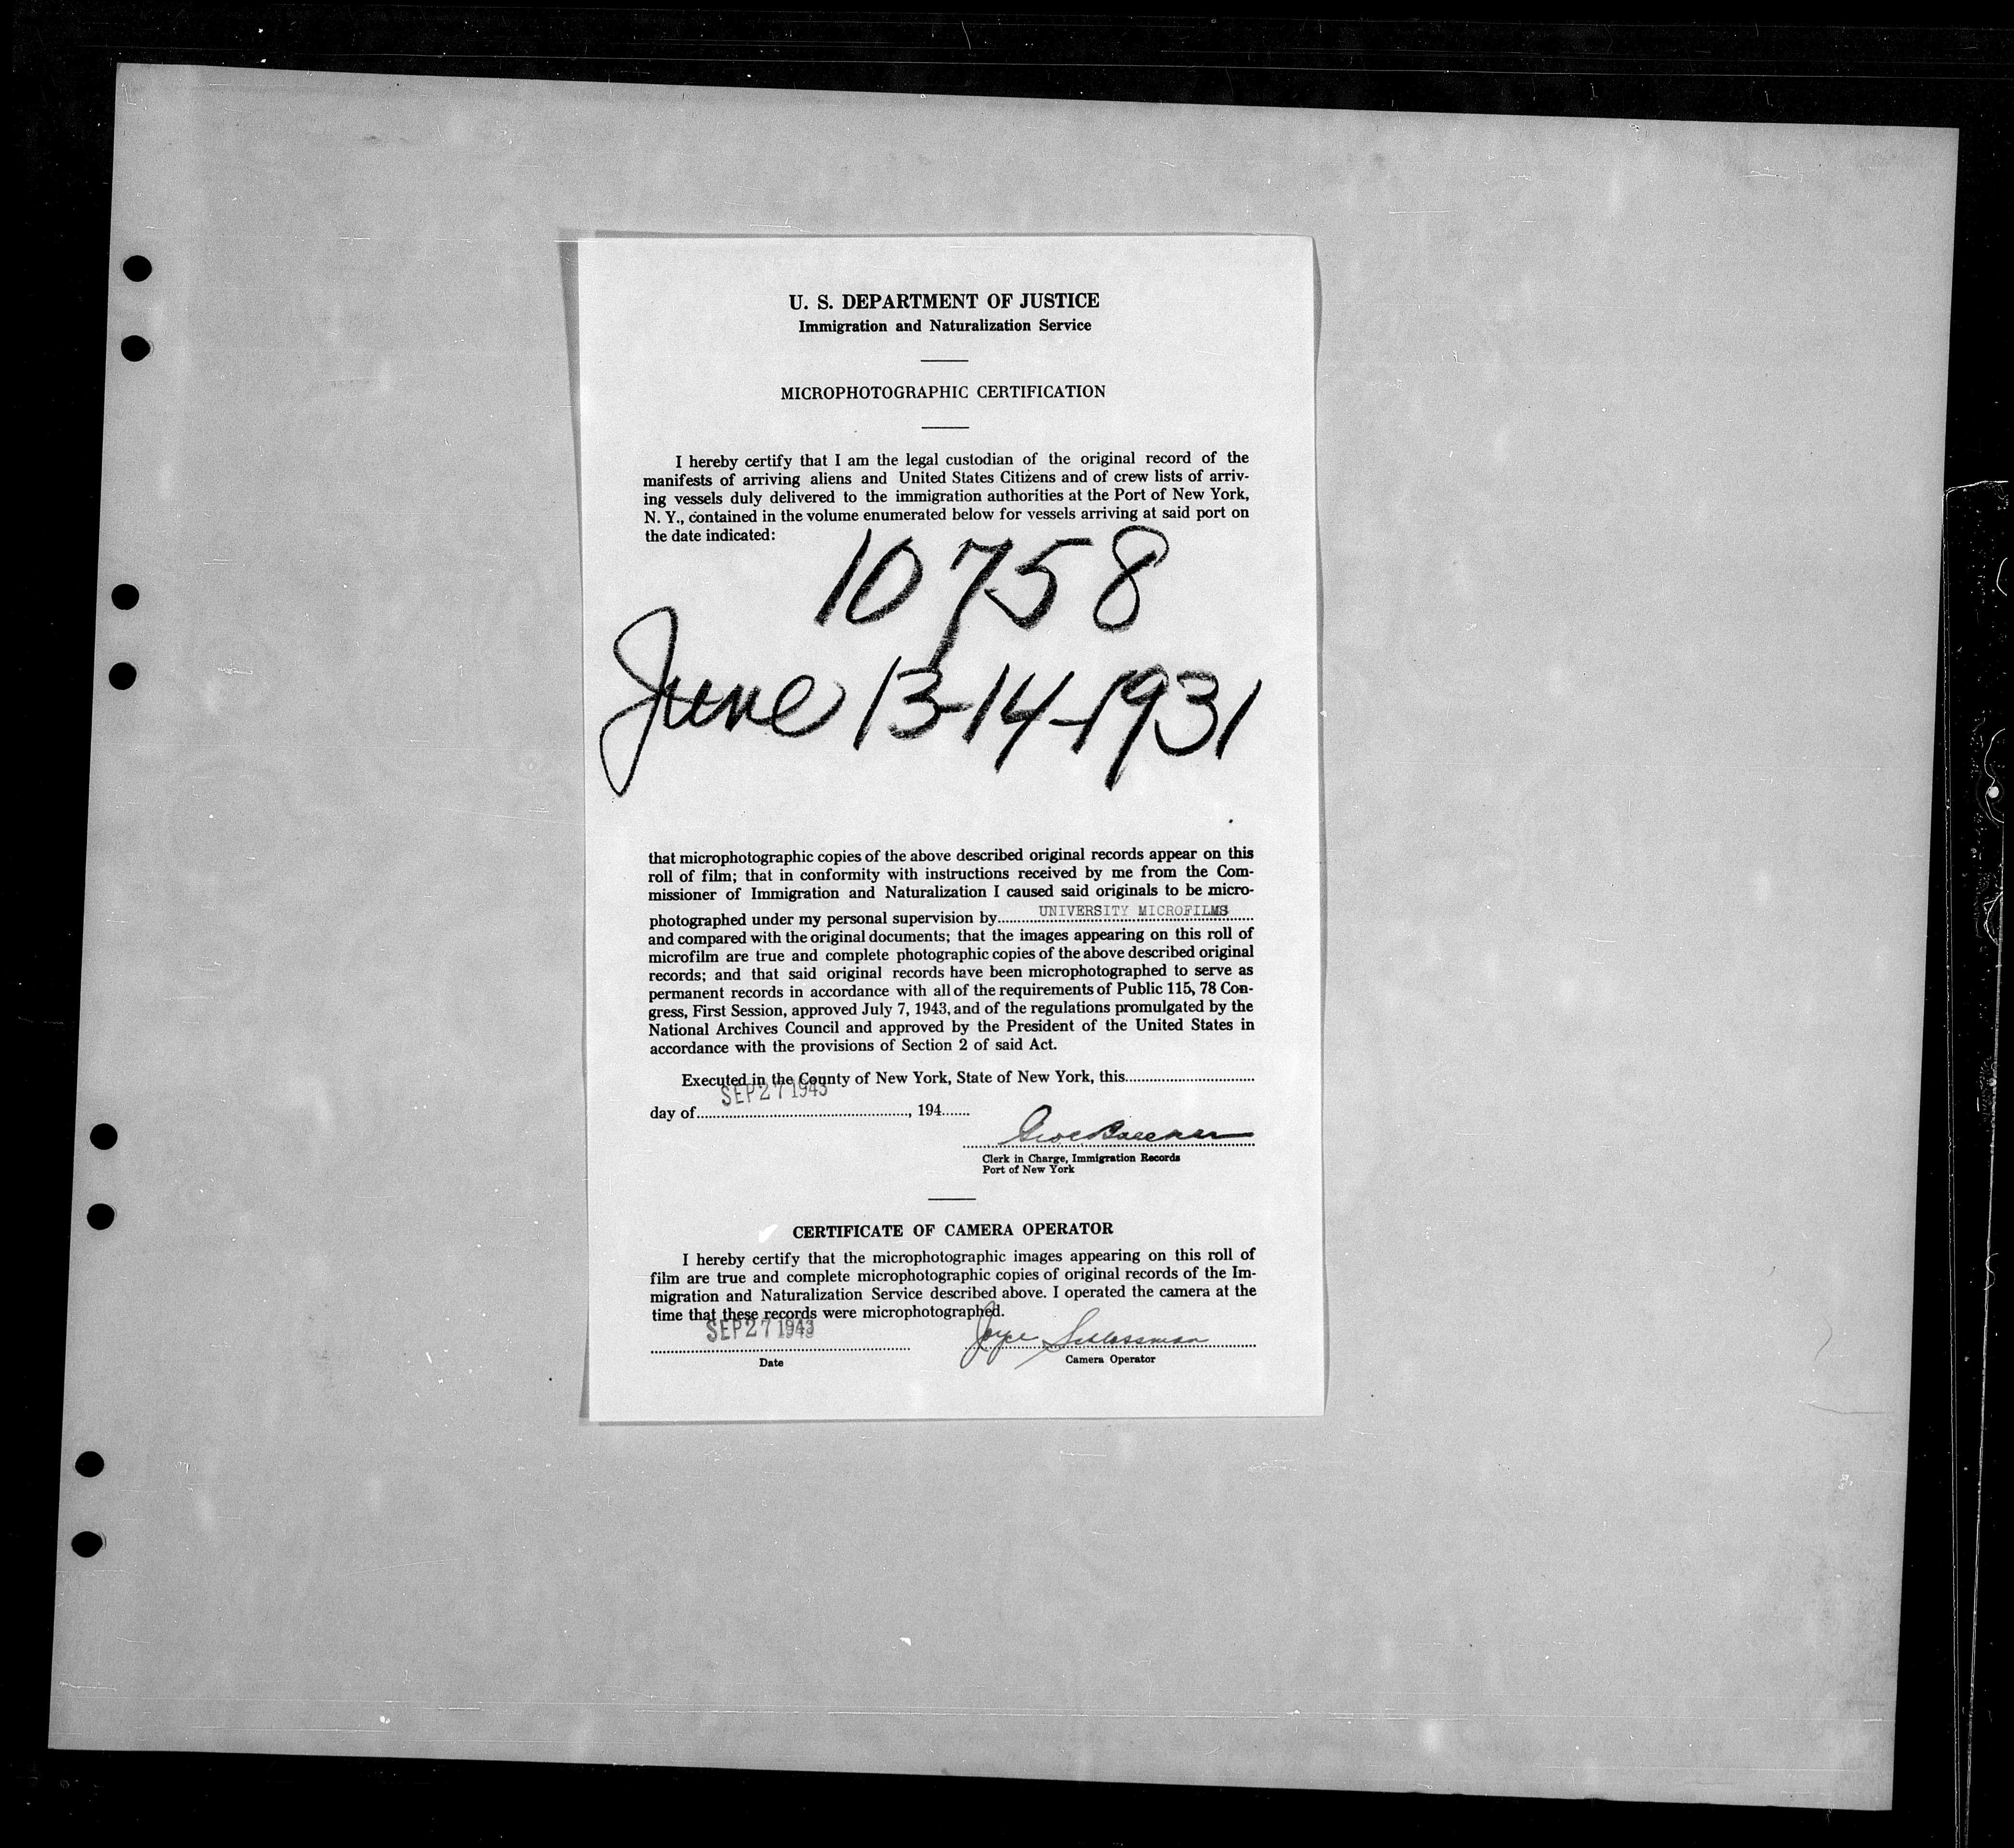 U. S. DEPARTMENT OF JUSTICE
Immigration and Naturalization Service
MICROPHOTOGRAPHIC CERTIFICATION
I hereby certify that I am the legal custodian of the original record of the
manifests of arriving aliens and United States Citizens and of crew lists of arriv-
ing vessels duly delivered to the immigration authorities at the Port of New York,
N. Y., contained in the volume enumerated below for vessels arriving at said port on
the date indicated:
10758
June 13-14-1931
that microphotographic copies of the above described original records appear on this
roll of film; that in conformity with instructions received by me from the Com-
missioner of Immigration and Naturalization I caused said originals to be micro-
photographed under my personal supervision by UNIVERSITY MICROFILMS
and compared with the original documents; that the images appearing on this roll of
microfilm are true and complete photographic copies of the above described original
records; and that said original records have been microphotographed to serve as
permanent records in accordance with all of the requirements of Public 115, 78 Con-
gress, First Session, approved July 7, 1943, and of the regulations promulgated by the
National Archives Council and approved by the President of the United States in
accordance with the provisions of Section 2 of said Act.
Executed in the County of New York, State of New York, this
SEP 27 1943
day of , 194
Clerk in Charge, Immigration Records
Port of New York
CERTIFICATE OF CAMERA OPERATOR
I hereby certify that the microphotographic images appearing on this roll of
film are true and complete microphotographic copies of original records of the Im-
migration and Naturalization Service described above. I operated the camera at the
time that these records were microphotographed.
SEP 27 1943 Joyce Schlossman
Date Camera Operator